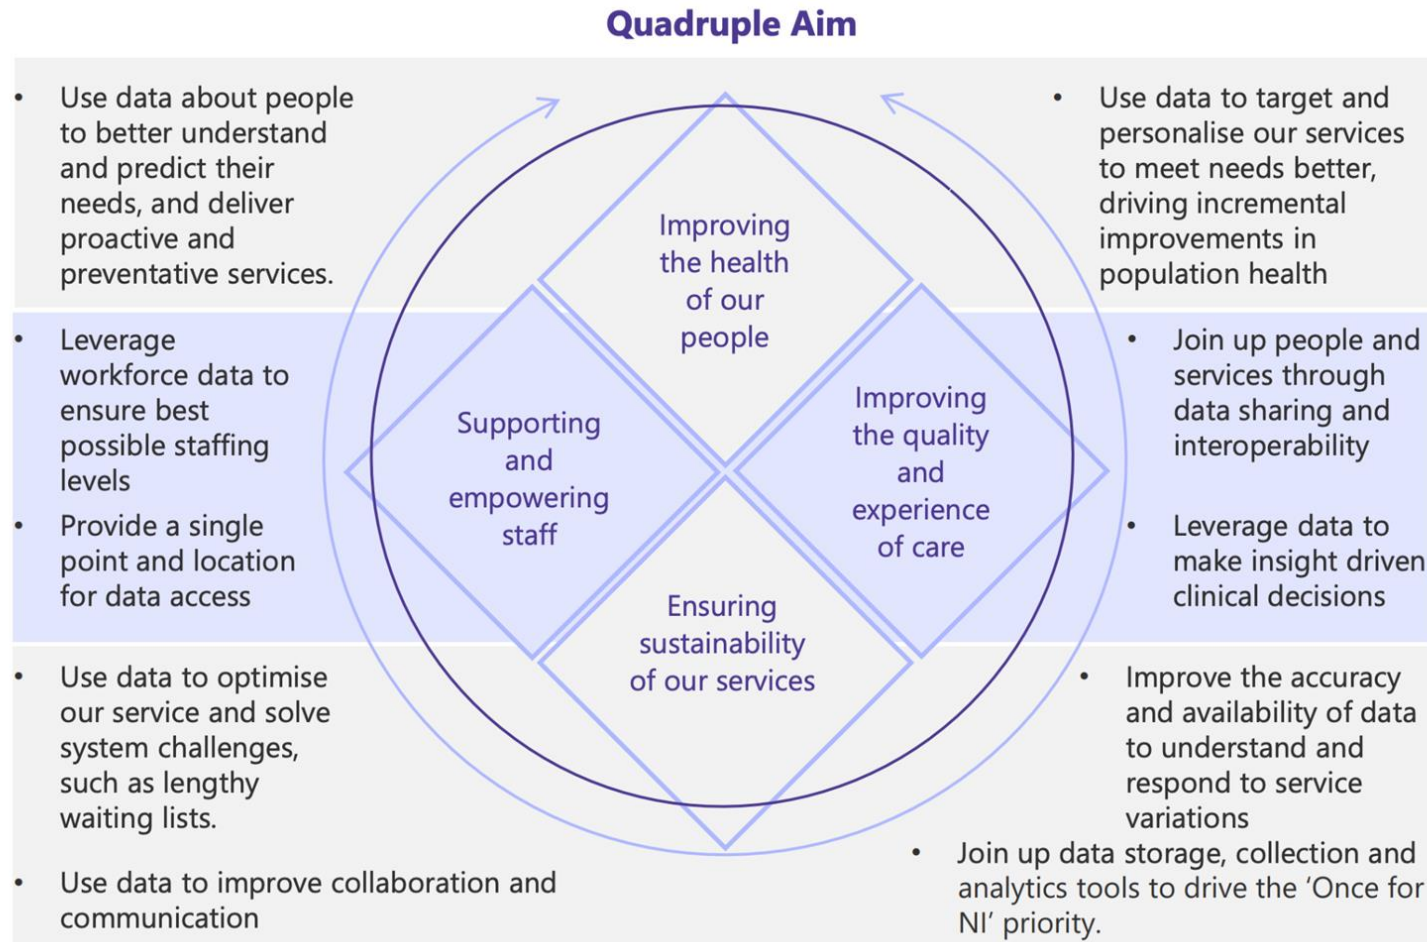 Quadruple Aim
• Use data about people
to better understand
and predict their
needs, and deliver
proactive and
preventative services.
• Use data to target and
personalise our services
to meet needs better,
driving incremental
improvements in
population health
Improving
the health
of our
people
• Leverage
workforce data to
ensure best
possible staffing
levels
• Provide a single
point and location
for data access
Supporting
and
empowering
staff
Improving
the quality
and
experience
of care
• Join up people and
services through
data sharing and
interoperability
• Leverage data to
make insight driven
clinical decisions
Ensuring
sustainability
of our services
• Use data to optimise
our service and solve
system challenges,
such as lengthy
waiting lists.
• Use data to improve collaboration and
communication
• Improve the accuracy
and availability of data
to understand and
respond to service
variations
• Join up data storage, collection and
analytics tools to drive the ‘Once for
NI’ priority.